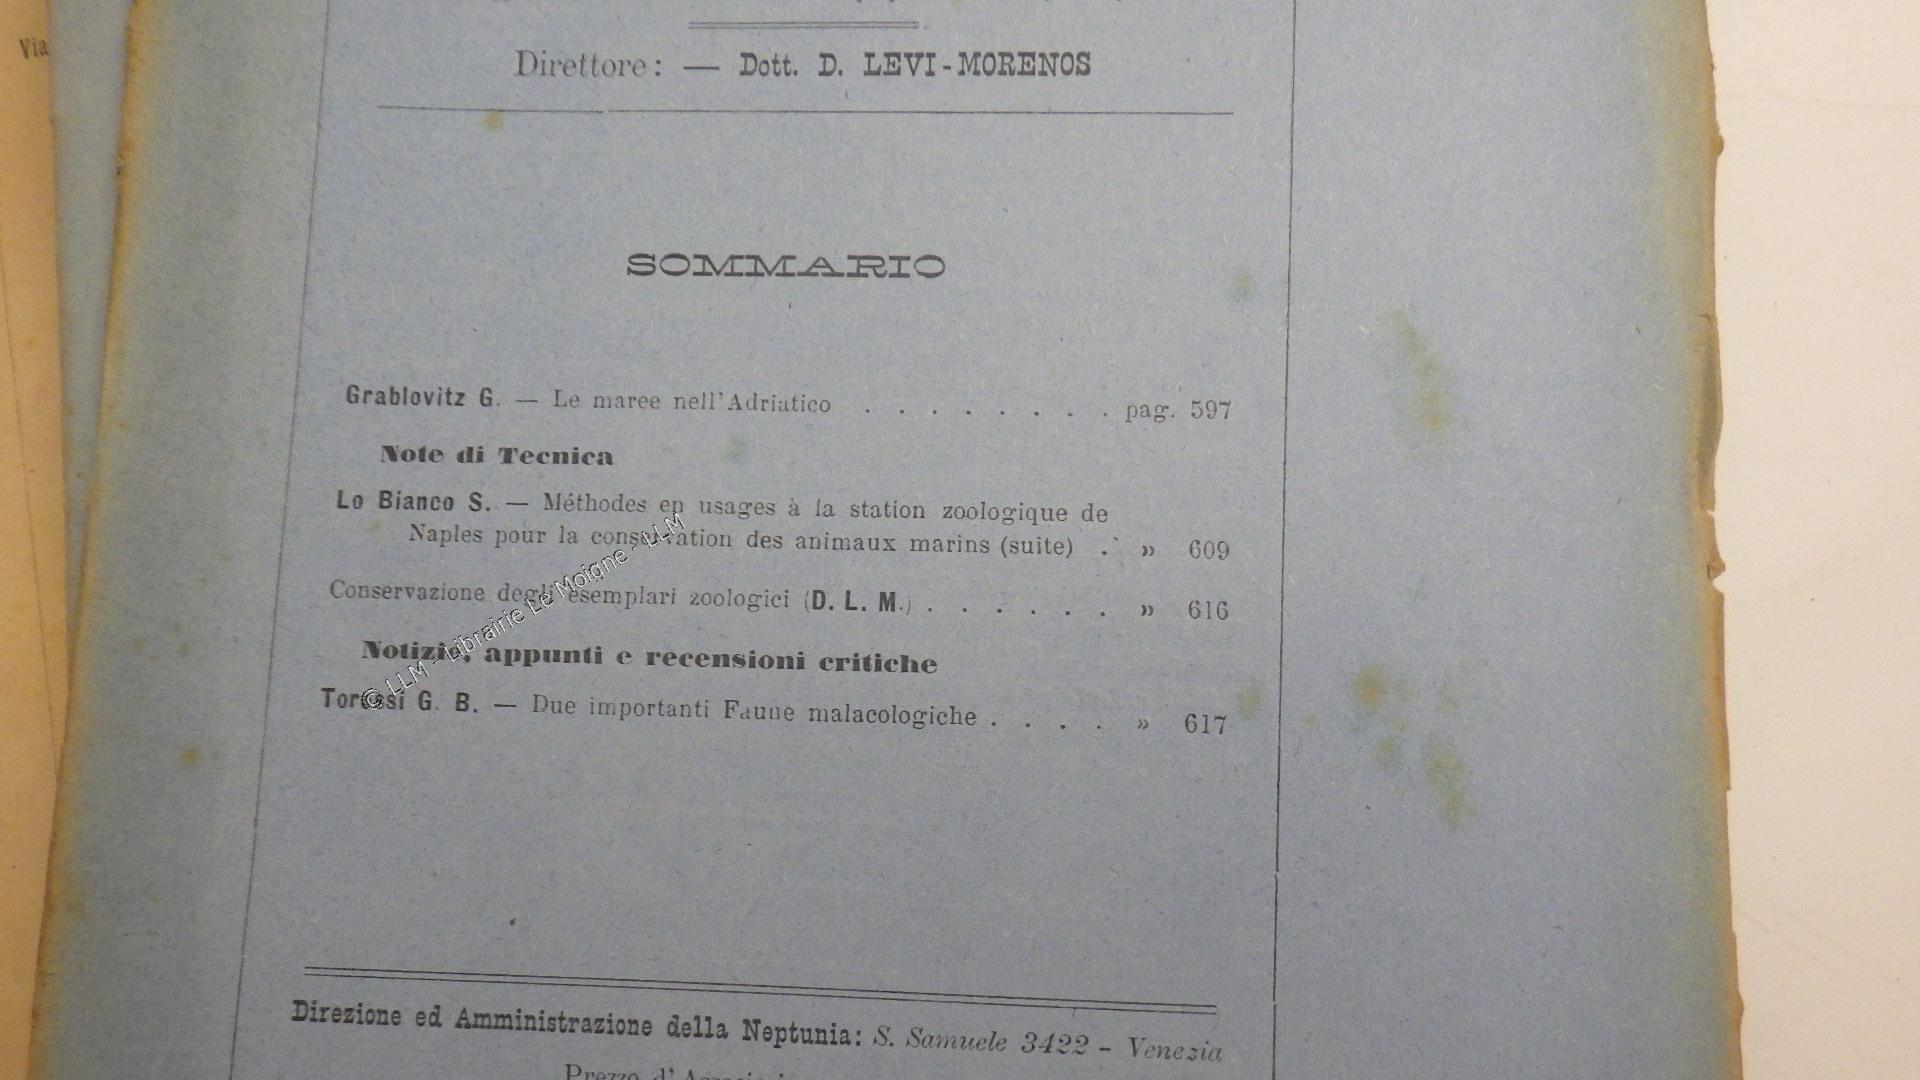 Via
Direttore: — Dott. D. LEVI-MORENOS
SOMMARIO
Grablovitz G. — Le maree nell'Adriatico . . . . . . . . pag. 597
Note di Tecnica
Lo Bianco S. — Méthodes en usages à la station zoologique de
Naples pour la conservation des animaux marins (suite) . » 609
Conservazione degli esemplari zoologici (D. L. M.) . . . . . . » 616
Notizie, appunti e recensioni critiche
Torossi G. B. — Due importanti Faune malacologiche . . . . » 617
© LLM - Librairie Le Moigne - LLM
Direzione ed Amministrazione della Neptunia: S. Samuele 3422 - Venezia
Prezzo d'